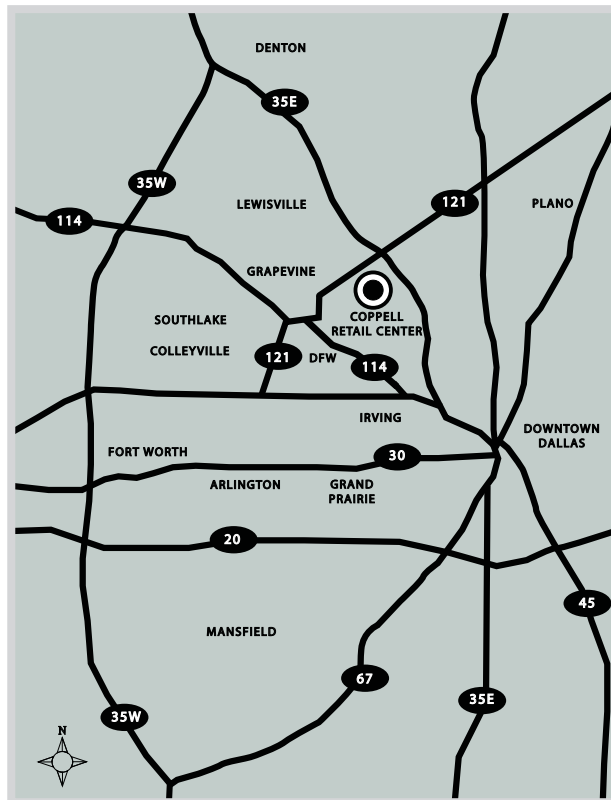 DENTON
35E
35W
121
LEWISVILLE
PLANO
114
GRAPEVINE
COPPELL
RETAIL CENTER
SOUTHLAKE
COLLEYVILLE
121
DFW
114
IRVING
DOWNTOWN
DALLAS
FORT WORTH
30
ARLINGTON
GRAND
PRAIRIE
20
45
MANSFIELD
67
35E
35W
N